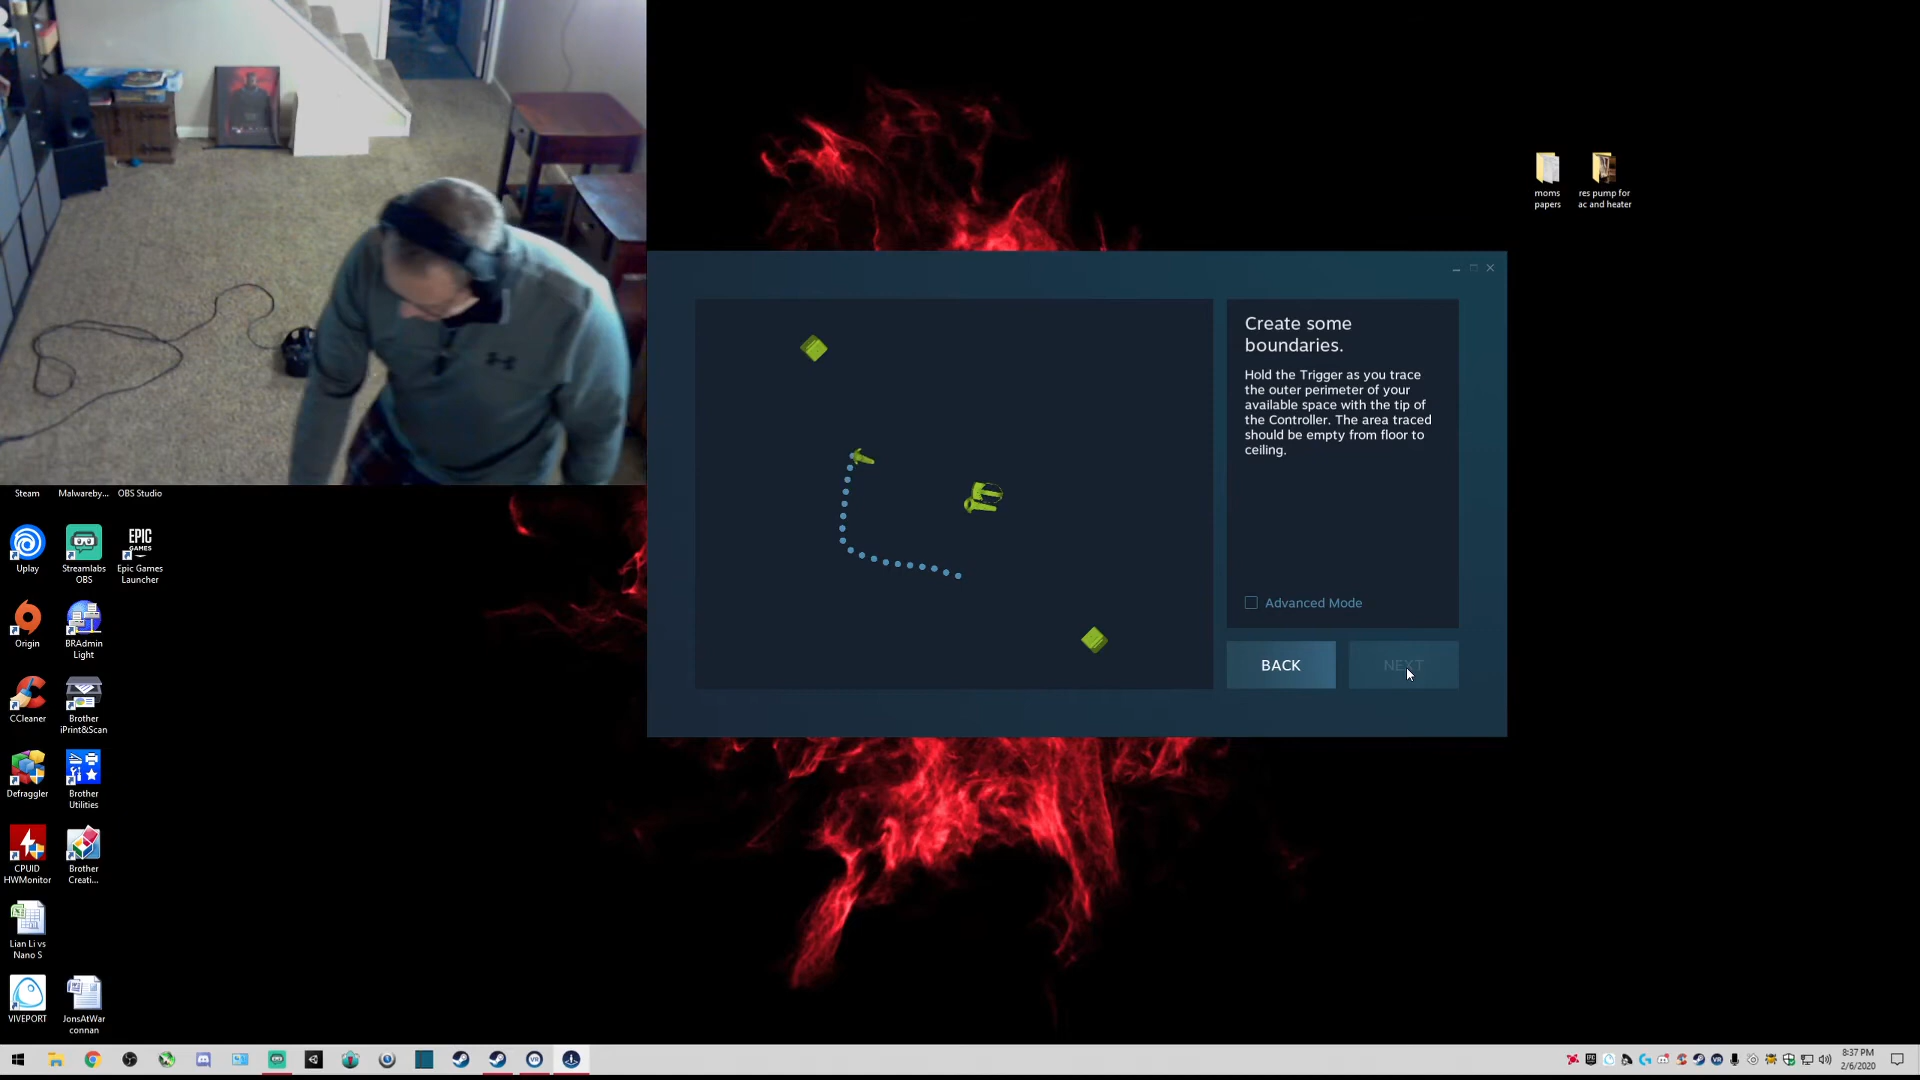 moms
papers
res pump for
ac and heater
Create some
boundaries.
Hold the Trigger as you trace
the outer perimeter of your
available space with the tip of
the Controller. The area traced
should be empty from floor to
ceiling.
Advanced Mode
BACK
NEXT
Steam
Malwareby...
OBS Studio
Uplay
Streamlabs
OBS
EPIC
GAMES
Epic Games
Launcher
Origin
BRAdmin
Light
CCleaner
Brother
iPrint&Scan
Defraggler
Brother
Utilities
CPUID
HWMonitor
Brother
Creati...
Lian Li vs
Nano S
VIVEPORT
JonsAtWar
connan
8:37 PM
2/6/2020